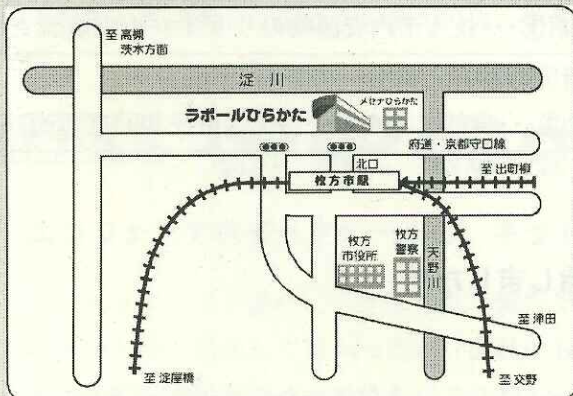 至高槻
茨木方面
淀川
ラポールひらかた
メセナひらかた
府道・京都守口線
北口
至出町柳
枚方市駅
枚方
市役所
枚方
警察
天野川
至津田
至淀屋橋
至交野